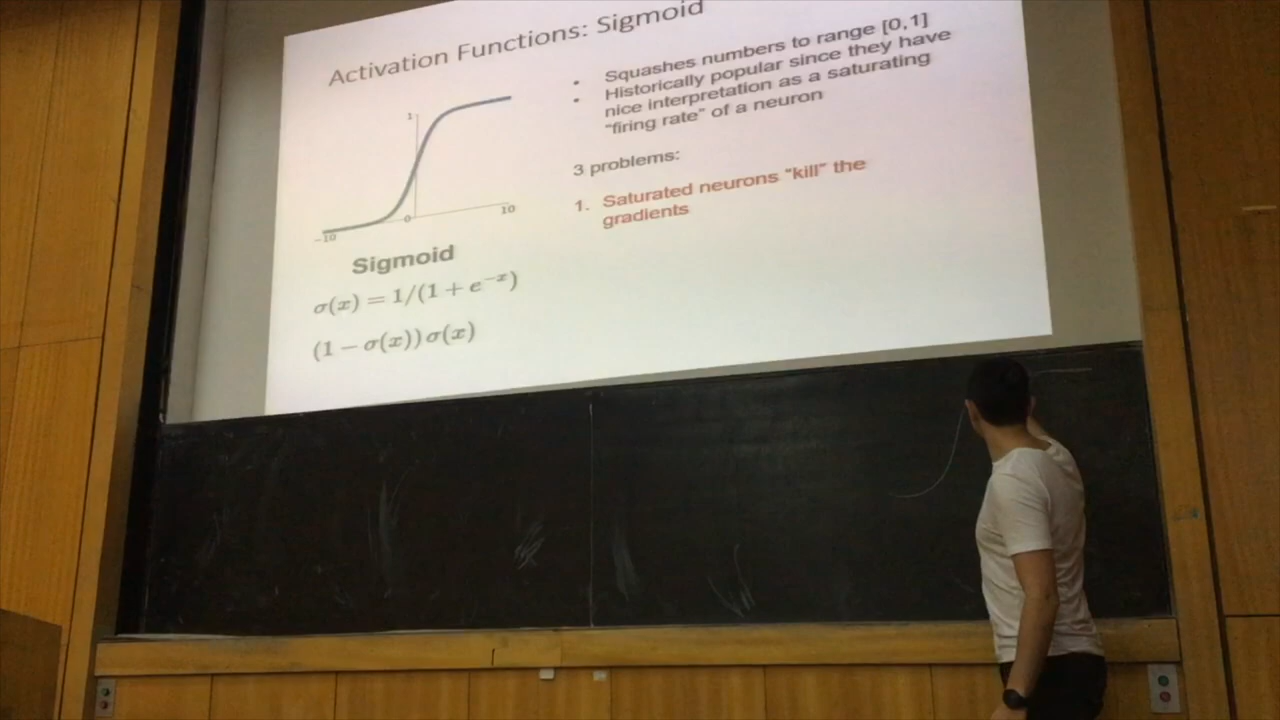 Activation Functions: Sigmoid
1
0
10
-10
Sigmoid
σ(x) = 1/(1 + e^{-x})
(1 − σ(x))σ(x)
• Squashes numbers to range [0,1]
• Historically popular since they have
nice interpretation as a saturating
"firing rate" of a neuron
3 problems:
1. Saturated neurons "kill" the
gradients